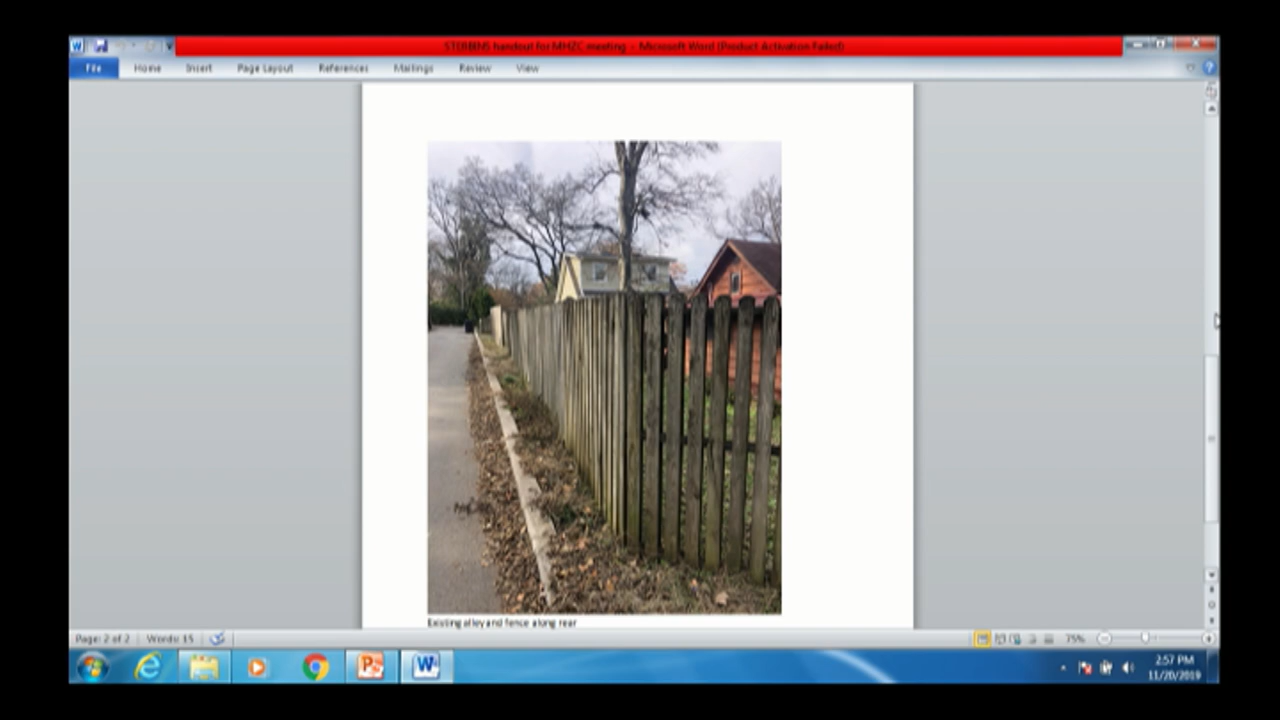 STEBBINS handout for MHZC meeting - Microsoft Word (Product Activation Failed)
File Home Insert Page Layout References Mailings Review View
Existing alley and fence along rear
Page: 2 of 2 Words: 15
75%
2:57 PM
11/20/2019